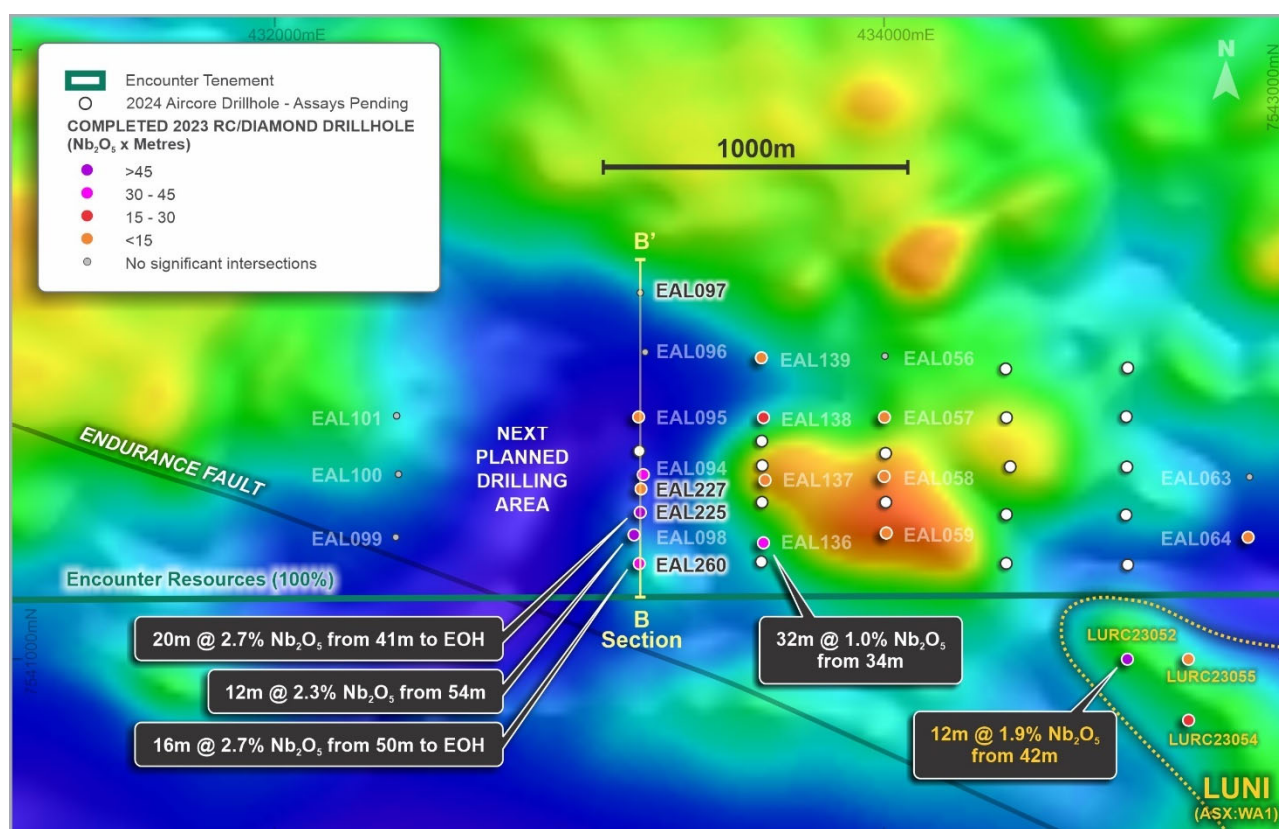 432000mE
434000mE
7543000mN
N
Encounter Tenement
2024 Aircore Drillhole - Assays Pending
COMPLETED 2023 RC/DIAMOND DRILLHOLE
(Nb₂O₅ x Metres)
>45
30 - 45
15 - 30
<15
No significant intersections
1000m
B'
EAL097
EAL096
EAL139
EAL056
EAL101
EAL095
EAL138
EAL057
ENDURANCE FAULT
NEXT
PLANNED
DRILLING
AREA
EAL100
EAL094
EAL137
EAL058
EAL063
EAL227
EAL225
EAL099
EAL098
EAL136
EAL059
EAL064
EAL260
Encounter Resources (100%)
7541000mN
B
Section
20m @ 2.7% Nb₂O₅ from 41m to EOH
12m @ 2.3% Nb₂O₅ from 54m
16m @ 2.7% Nb₂O₅ from 50m to EOH
32m @ 1.0% Nb₂O₅
from 34m
LURC23052
LURC23055
LURC23054
12m @ 1.9% Nb₂O₅
from 42m
LUNI
(ASX:WA1)